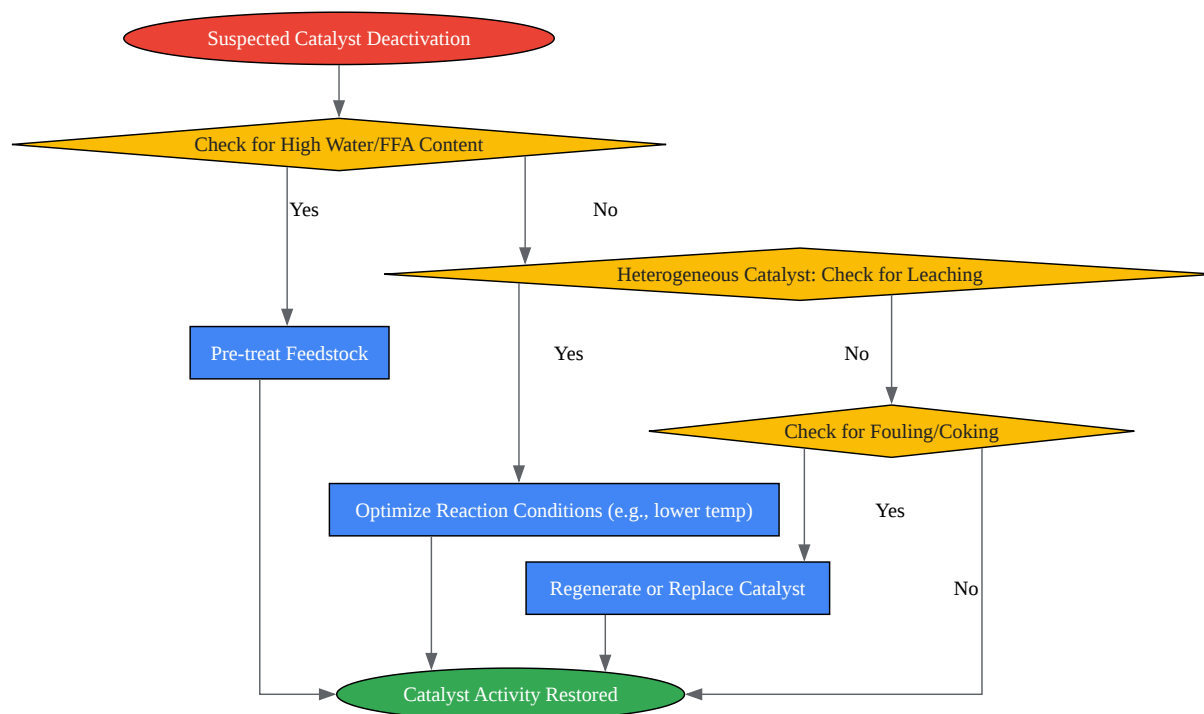 Suspected Catalyst Deactivation
Check for High Water/FFA Content
Yes
No
Heterogeneous Catalyst: Check for Leaching
Pre-treat Feedstock
Yes
No
Check for Fouling/Coking
Optimize Reaction Conditions (e.g., lower temp)
Yes
Regenerate or Replace Catalyst
No
Catalyst Activity Restored